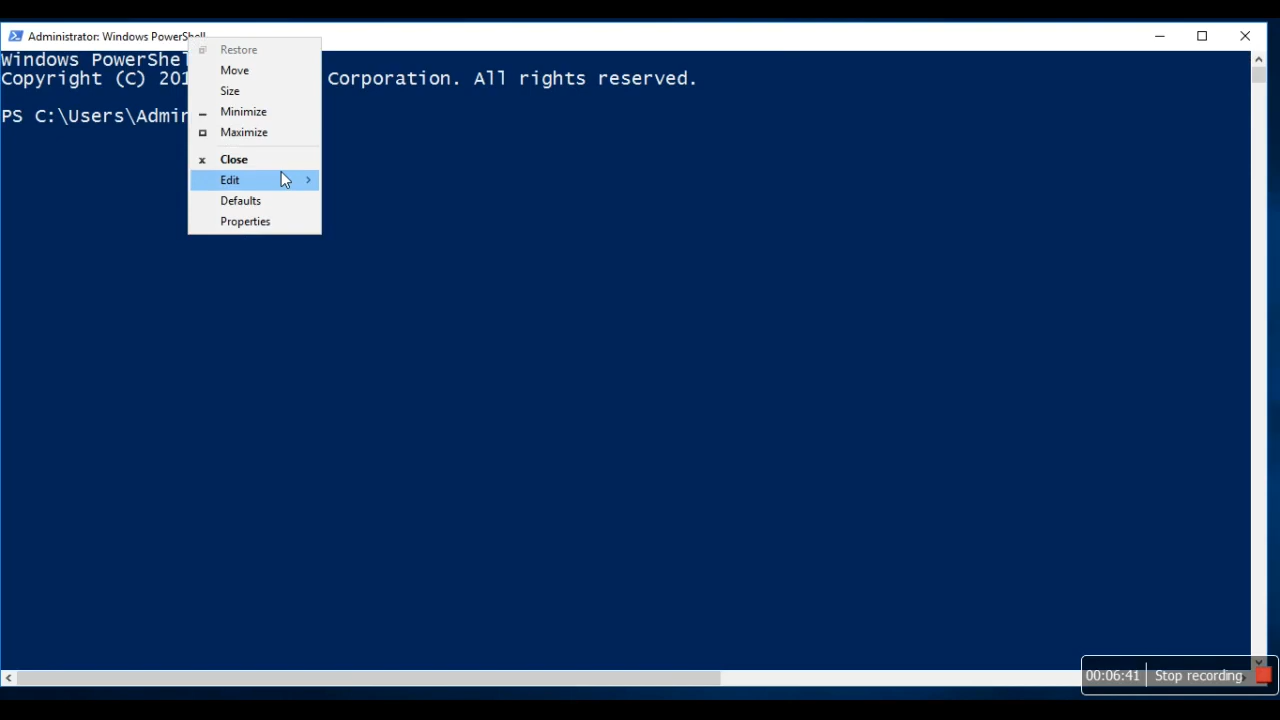 Administrator: Windows PowerShell
Windows PowerShel
Copyright (C) 201 Corporation. All rights reserved.
PS C:\Users\Admin
Restore
Move
Size
Minimize
Maximize
Close
Edit
Defaults
Properties
00:06:41 Stop recording